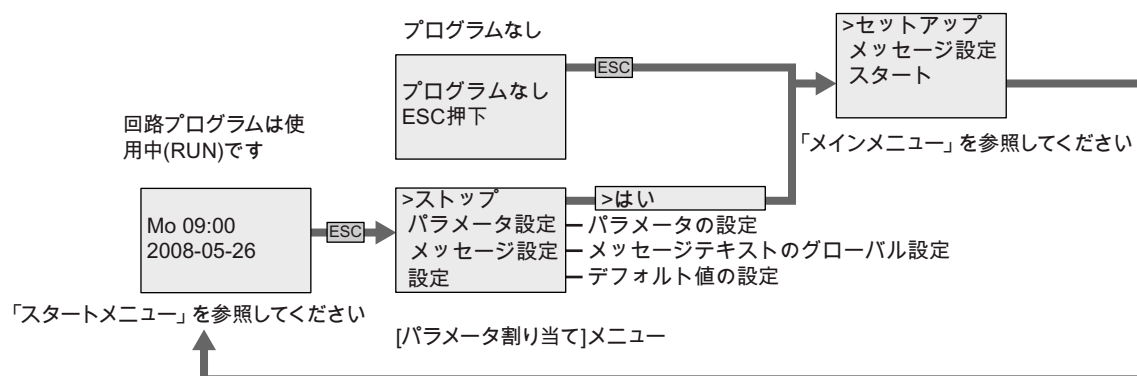 プログラムなし
プログラムなし
ESC押下
ESC
>セットアップ
メッセージ設定
スタート
「メインメニュー」を参照してください
回路プログラムは使
用中(RUN)です
Mo 09:00
2008-05-26
ESC
>ストップ
パラメータ設定
メッセージ設定
設定
>はい
パラメータの設定
メッセージテキストのグローバル設定
デフォルト値の設定
「スタートメニュー」を参照してください
[パラメータ割り当て]メニュー